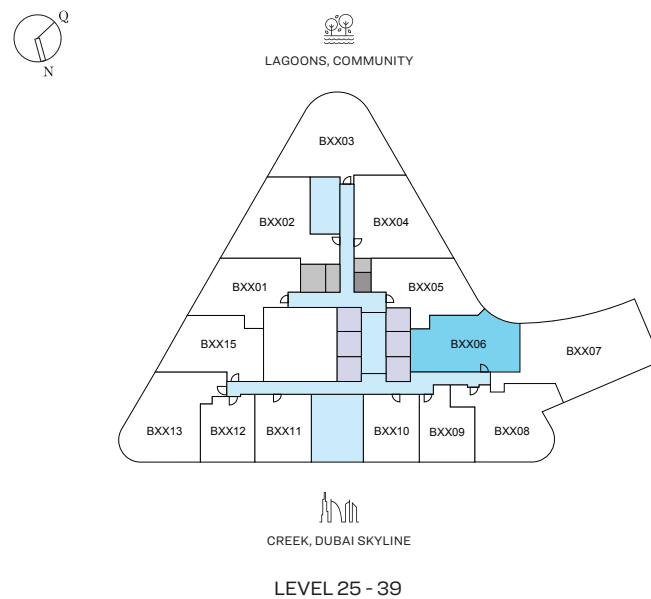 Q
N
LAGOONS, COMMUNITY
BXX03
BXX02
BXX04
BXX01
BXX05
BXX15
BXX06
BXX07
BXX13
BXX12
BXX11
BXX10
BXX09
BXX08
CREEK, DUBAI SKYLINE
LEVEL 25 - 39